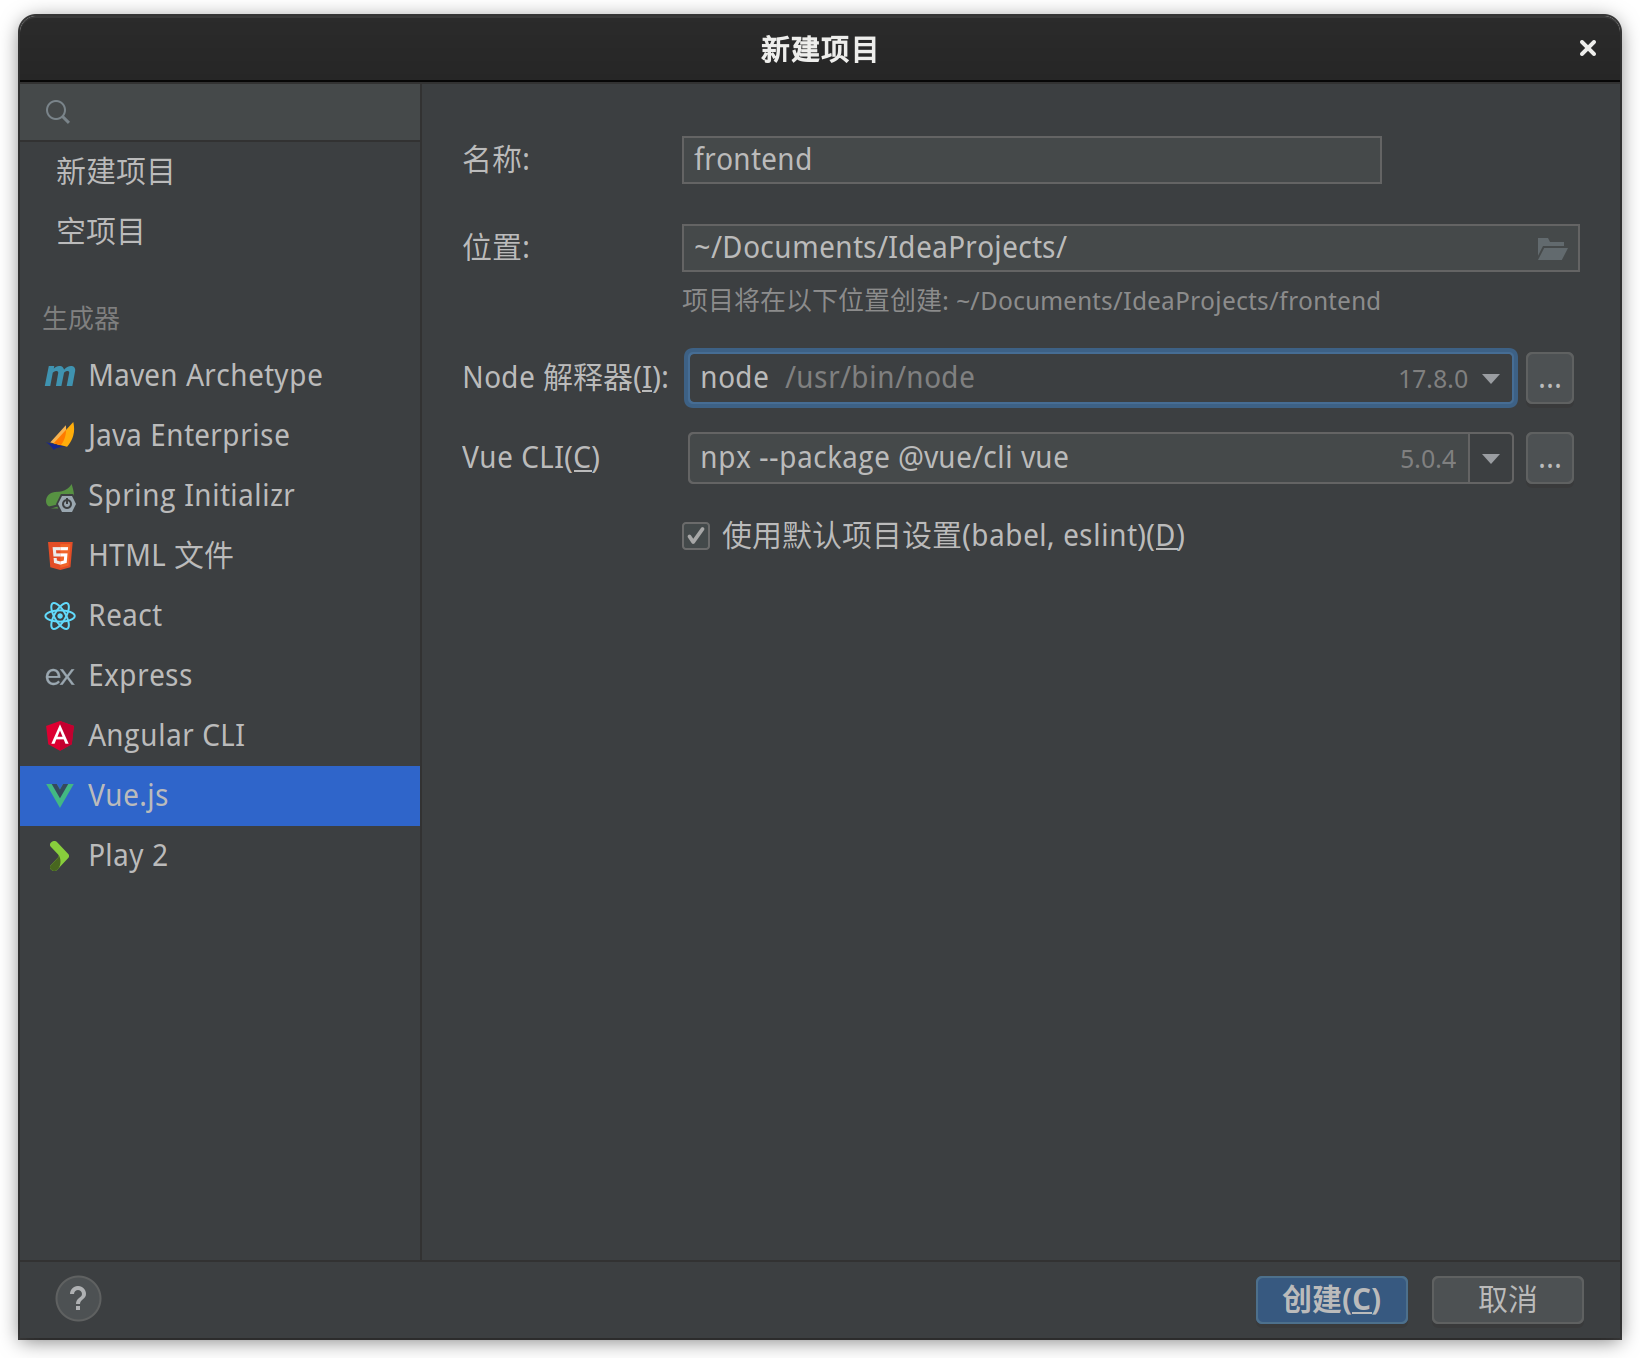 新建项目
新建项目
空项目
生成器
Maven Archetype
Java Enterprise
Spring Initializr
HTML 文件
React
ex Express
Angular CLI
Vue.js
Play 2
名称: frontend
位置: ~/Documents/IdeaProjects/
项目将在以下位置创建: ~/Documents/IdeaProjects/frontend
Node 解释器(I): node /usr/bin/node 17.8.0 ...
Vue CLI(C) npx --package @vue/cli vue 5.0.4 ...
使用默认项目设置(babel, eslint)(D)
? 创建(C) 取消